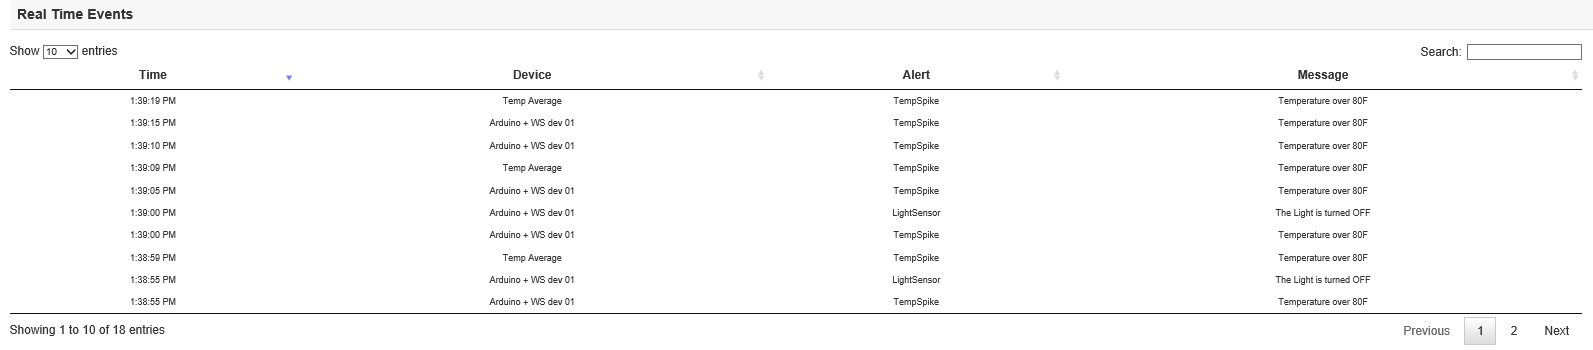 Real Time Events
Show 10 entries Search:
Time Device Alert Message
1:39:19 PM Temp Average TempSpike Temperature over 80F
1:39:15 PM Arduino + WS dev 01 TempSpike Temperature over 80F
1:39:10 PM Arduino + WS dev 01 TempSpike Temperature over 80F
1:39:09 PM Temp Average TempSpike Temperature over 80F
1:39:05 PM Arduino + WS dev 01 TempSpike Temperature over 80F
1:39:00 PM Arduino + WS dev 01 LightSensor The Light is turned OFF
1:39:00 PM Arduino + WS dev 01 TempSpike Temperature over 80F
1:38:59 PM Temp Average TempSpike Temperature over 80F
1:38:55 PM Arduino + WS dev 01 LightSensor The Light is turned OFF
1:38:55 PM Arduino + WS dev 01 TempSpike Temperature over 80F
Showing 1 to 10 of 18 entries Previous 1 2 Next